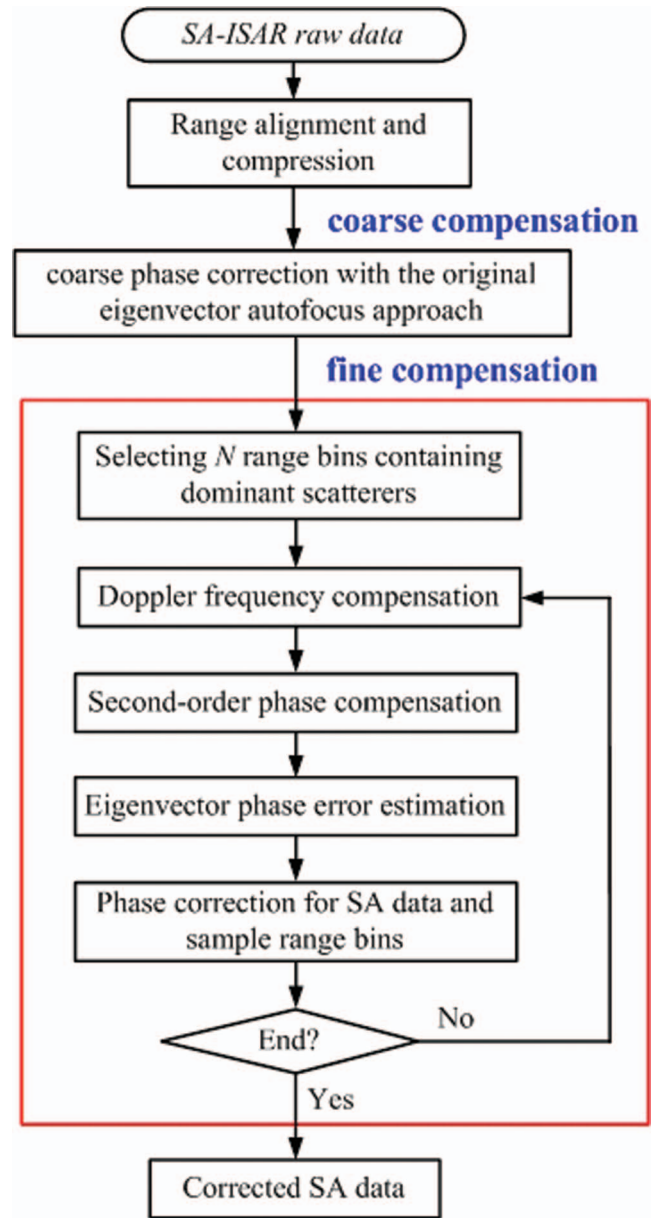 SA-ISAR raw data
Range alignment and
compression
coarse compensation
coarse phase correction with the original
eigenvector autofocus approach
fine compensation
Selecting N range bins containing
dominant scatterers
Doppler frequency compensation
Second-order phase compensation
Eigenvector phase error estimation
Phase correction for SA data and
sample range bins
End?
No
Yes
Corrected SA data